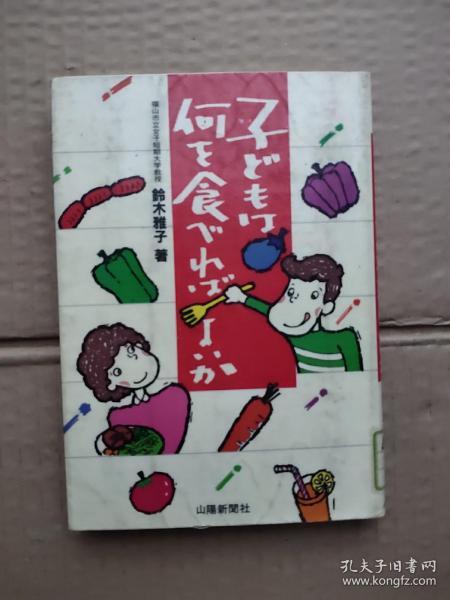 子どもは
何を食べればよいか
福山市立女子短期大学教授
鈴木雅子 著
山陽新聞社
孔夫子旧书网
www.kongfz.com